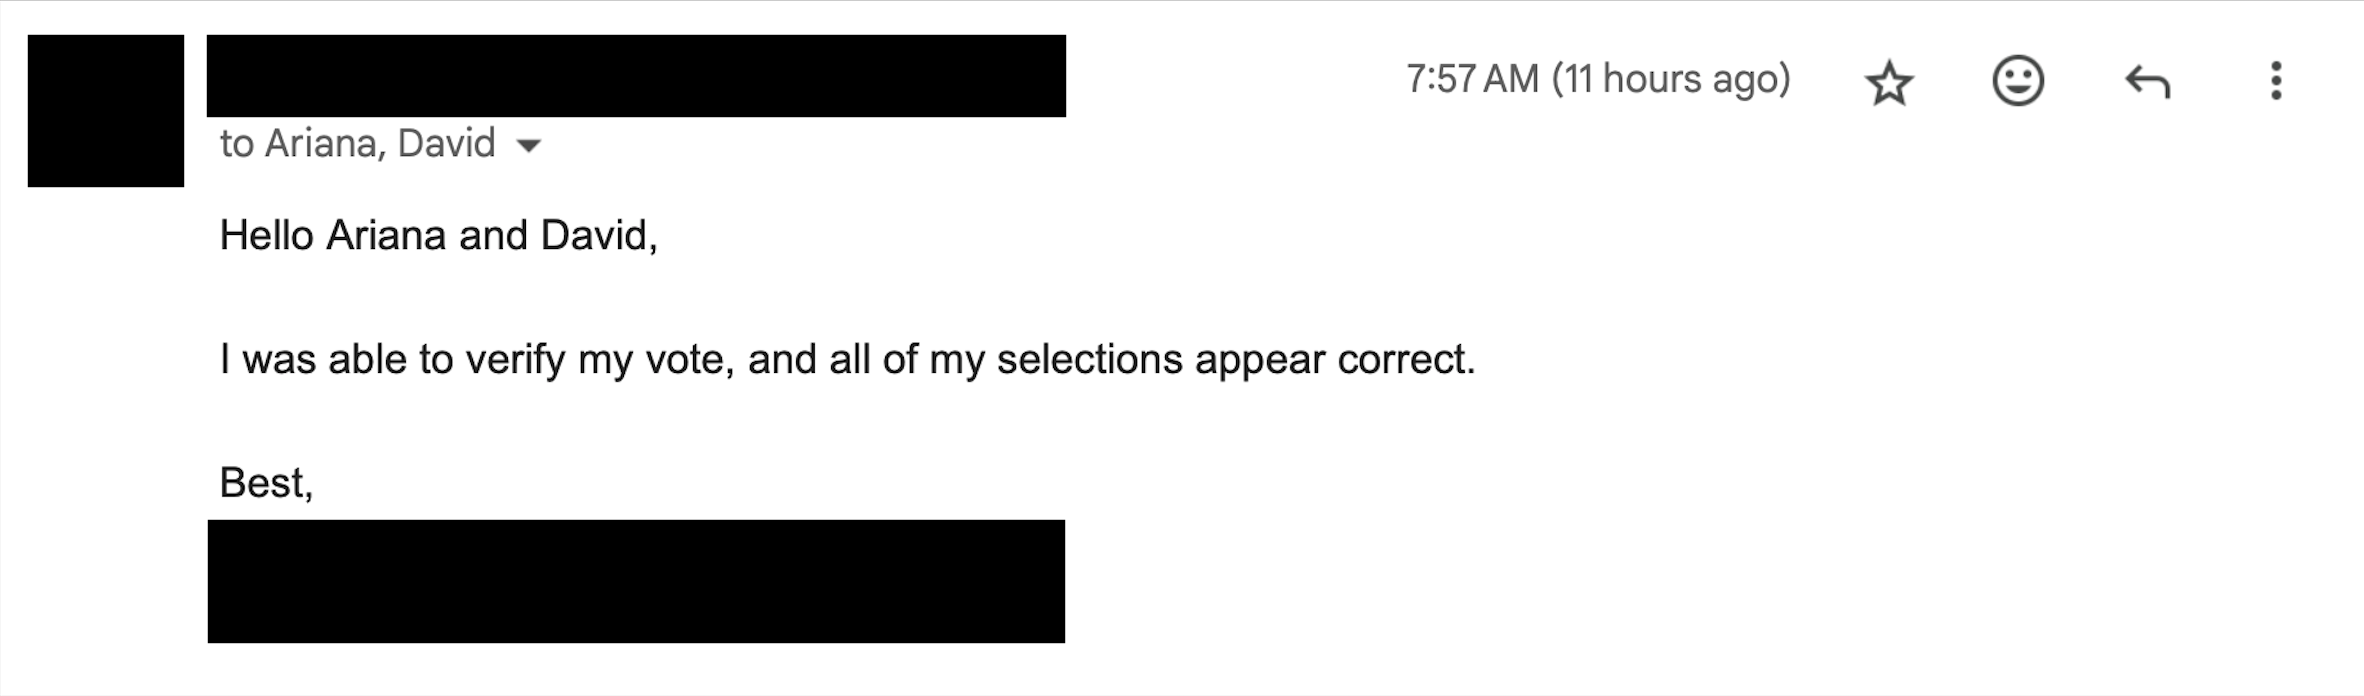 7:57 AM (11 hours ago)
to Ariana, David
Hello Ariana and David,
I was able to verify my vote, and all of my selections appear correct.
Best,